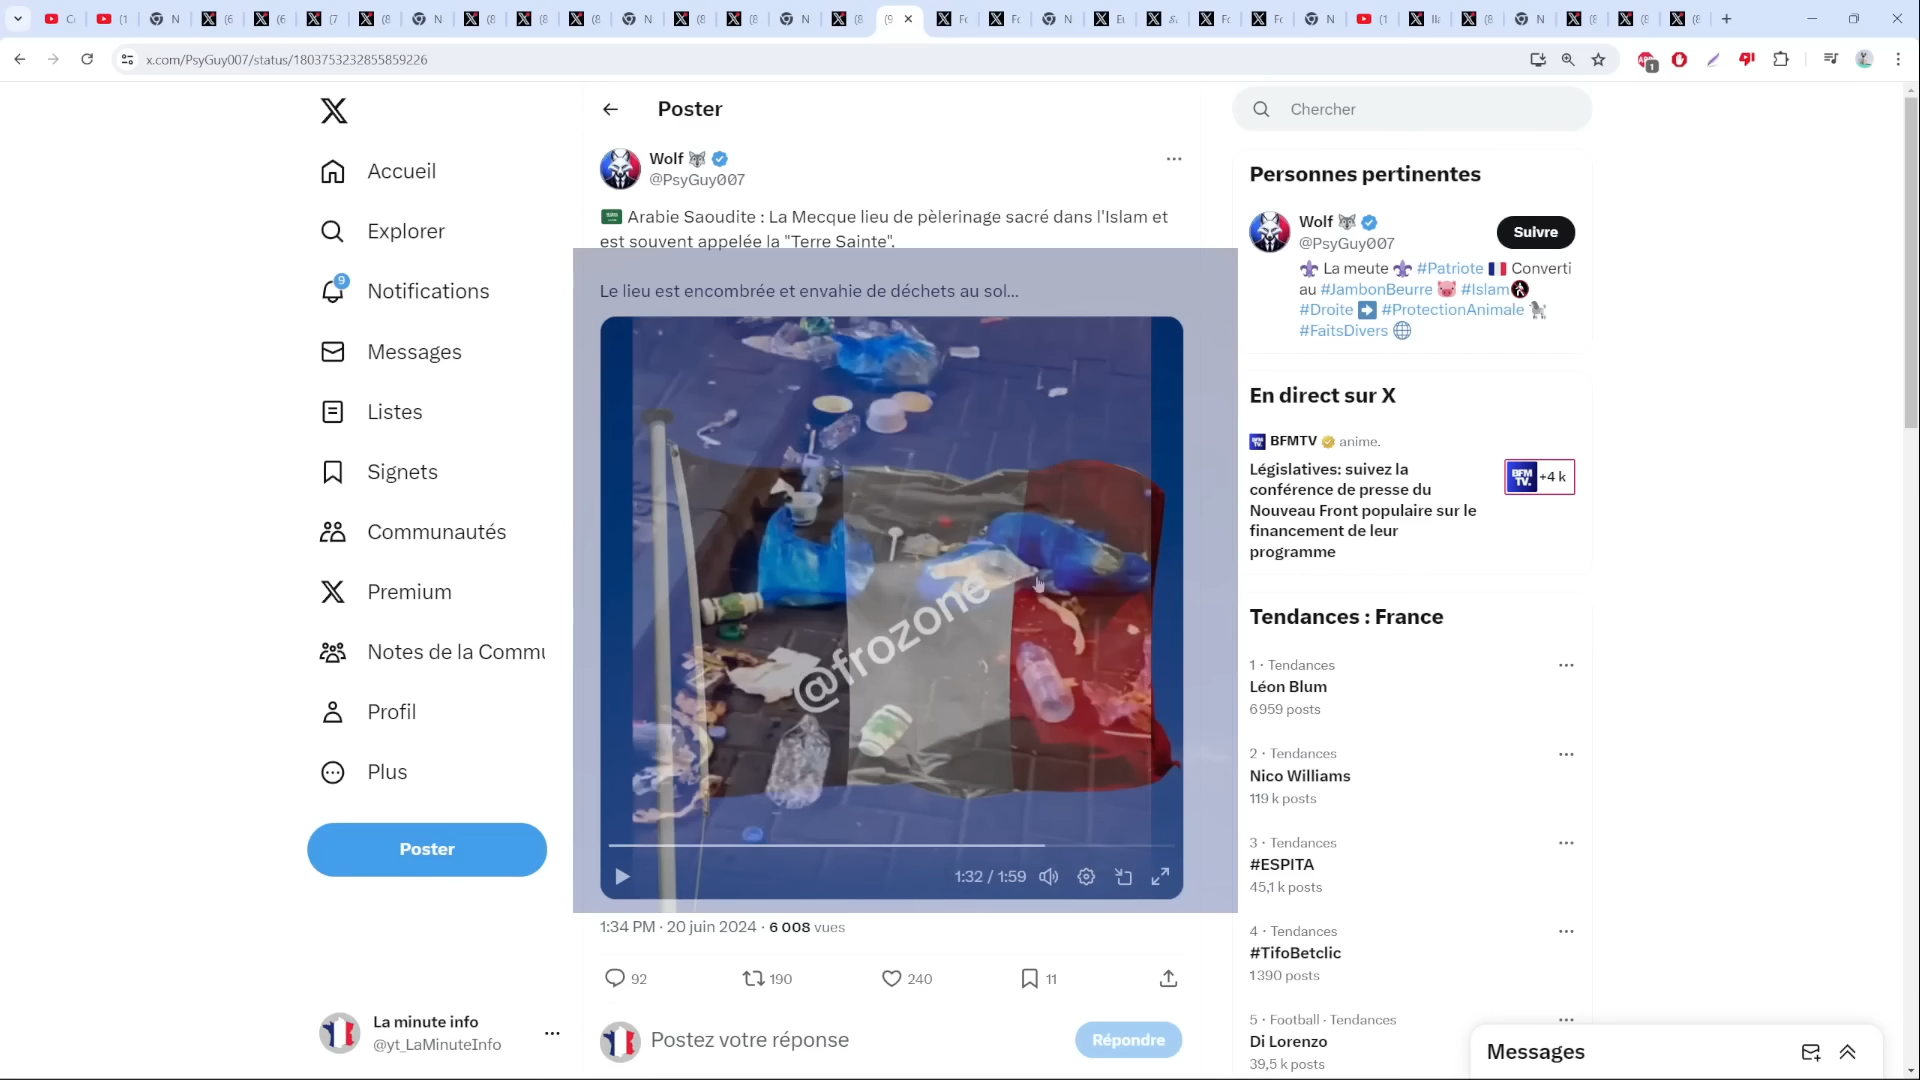 x.com/PsyGuy007/status/1803753232855859226
Accueil
Explorer
9
Notifications
Messages
Listes
Signets
Communautés
Premium
Notes de la Commu
Profil
Plus
Poster
La minute info
@yt_LaMinuteInfo
Poster
Wolf
@PsyGuy007
Arabie Saoudite : La Mecque lieu de pèlerinage sacré dans l'Islam et
est souvent appelée la "Terre Sainte".
Le lieu est encombrée et envahie de déchets au sol...
@frozone
1:32 / 1:59
1:34 PM · 20 juin 2024 · 6 008 vues
92
190
240
11
Postez votre réponse
Répondre
Chercher
Personnes pertinentes
Wolf
@PsyGuy007
Suivre
La meute #Patriote Converti
au #JambonBeurre #Islam
#Droite #ProtectionAnimale
#FaitsDivers
En direct sur X
BFMTV anime.
Législatives: suivez la
conférence de presse du
Nouveau Front populaire sur le
financement de leur
programme
BFM
TV.
+4 k
Tendances : France
1 · Tendances
Léon Blum
6 959 posts
2 · Tendances
Nico Williams
119 k posts
3 · Tendances
#ESPITA
45,1 k posts
4 · Tendances
#TifoBetclic
1 390 posts
5 · Football · Tendances
Di Lorenzo
39,5 k posts
Messages